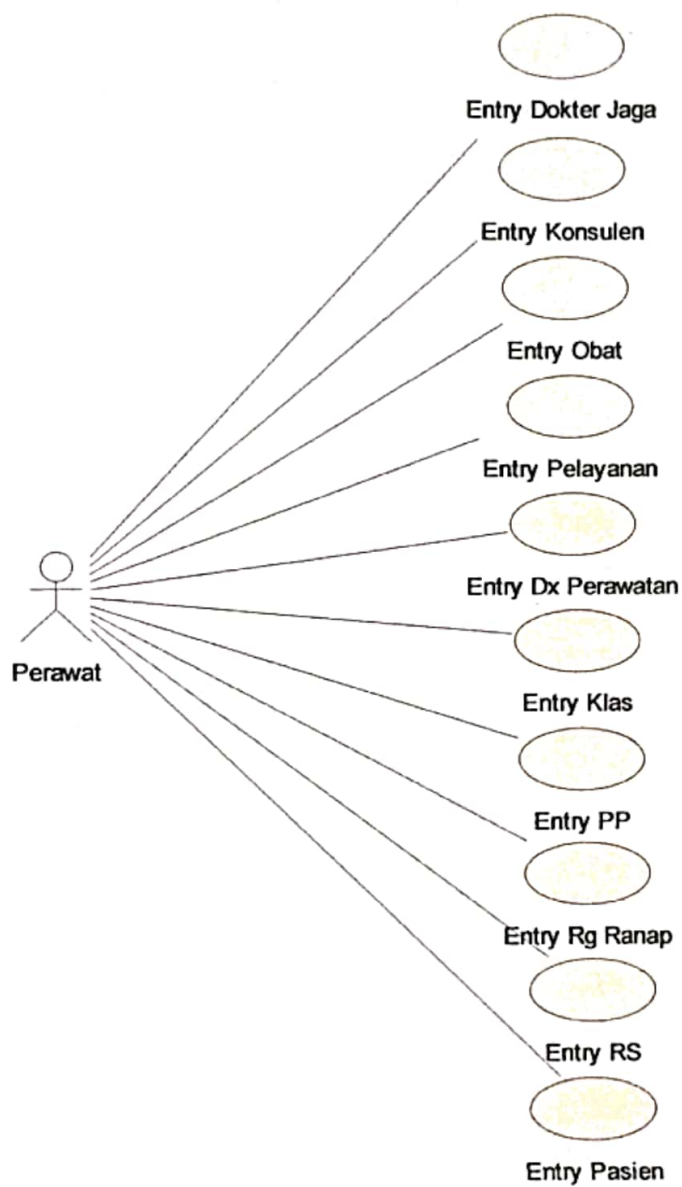 Entry Dokter Jaga
Entry Konsulen
Entry Obat
Entry Pelayanan
Entry Dx Perawatan
Perawat
Entry Klas
Entry PP
Entry Rg Ranap
Entry RS
Entry Pasien